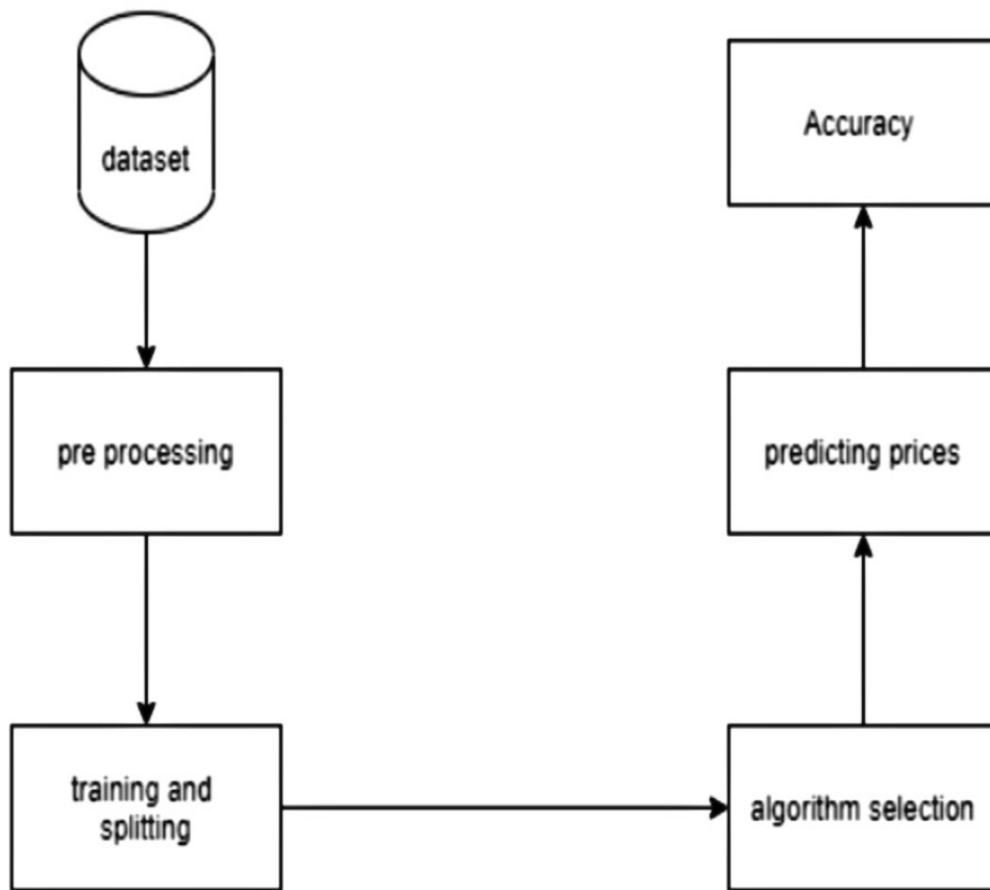 dataset
pre processing
training and
splitting
algorithm selection
predicting prices
Accuracy